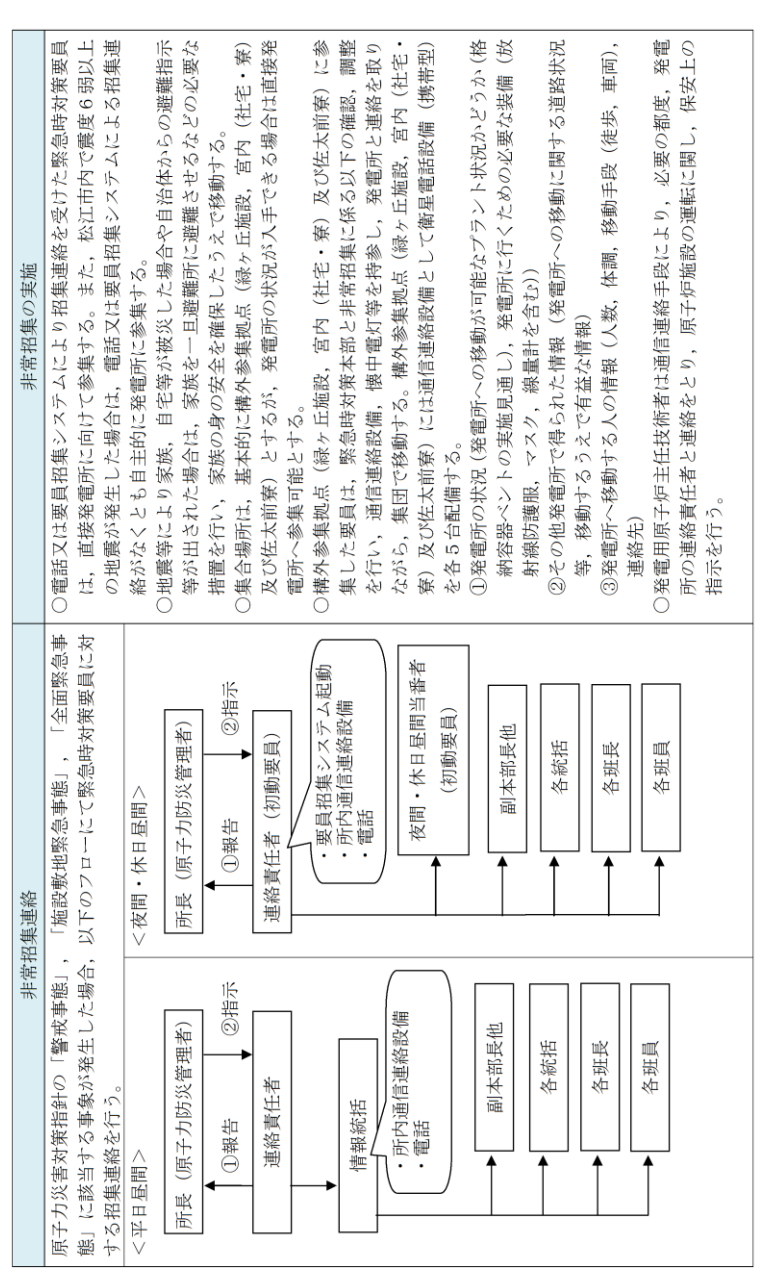 非常招集連絡
原子力災害対策指針の「警戒事態」，「施設敷地緊急事態」，「全面緊急事
態」に該当する事象が発生した場合，以下のフローにて緊急時対策要員に対
する招集連絡を行う。
＜平日昼間＞
所長（原子力防災管理者）
①報告
②指示
連絡責任者
情報統括
・所内通信連絡設備
・電話
副本部長他
各統括
各班長
各班員
＜夜間・休日昼間＞
所長（原子力防災管理者）
①報告
②指示
連絡責任者（初動要員）
・要員招集システム起動
・所内通信連絡設備
・電話
夜間・休日昼間当番者
（初動要員）
副本部長他
各統括
各班長
各班員
非常招集の実施
○電話又は要員招集システムにより招集連絡を受けた緊急時対策要員
は，直接発電所に向けて参集する。また，松江市内で震度６弱以上
の地震が発生した場合は，電話又は要員招集システムによる招集連
絡がなくとも自主的に発電所に参集する。
○地震等により家族，自宅等が被災した場合や自治体からの避難指示
等が出された場合は，家族を一旦避難所に避難させるなどの必要な
措置を行い，家族の身の安全を確保したうえで移動する。
○集合場所は，基本的に構外参集拠点（緑ヶ丘施設，宮内（社宅・寮）
及び佐太前寮）とするが，発電所の状況が入手できる場合は直接発
電所へ参集可能とする。
○構外参集拠点（緑ヶ丘施設，宮内（社宅・寮）及び佐太前寮）に参
集した要員は，緊急時対策本部と非常招集に係る以下の確認，調整
を行い，通信連絡設備，懐中電灯等を持参し，発電所と連絡を取り
ながら，集団で移動する。構外参集拠点（緑ヶ丘施設，宮内（社宅・
寮）及び佐太前寮）には通信連絡設備として衛星電話設備（携帯型）
を各５台配備する。
①発電所の状況（発電所への移動が可能なプラント状況かどうか（格
納容器ベントの実施見通し），発電所に行くための必要な装備（放
射線防護服，マスク，線量計を含む））
②その他発電所で得られた情報（発電所への移動に関する道路状況
等，移動するうえで有益な情報）
③発電所へ移動する人の情報（人数，体調，移動手段（徒歩，車両），
連絡先）
○発電用原子炉主任技術者は通信連絡手段により，必要の都度，発電
所の連絡責任者と連絡をとり，原子炉施設の運転に関し，保安上の
指示を行う。